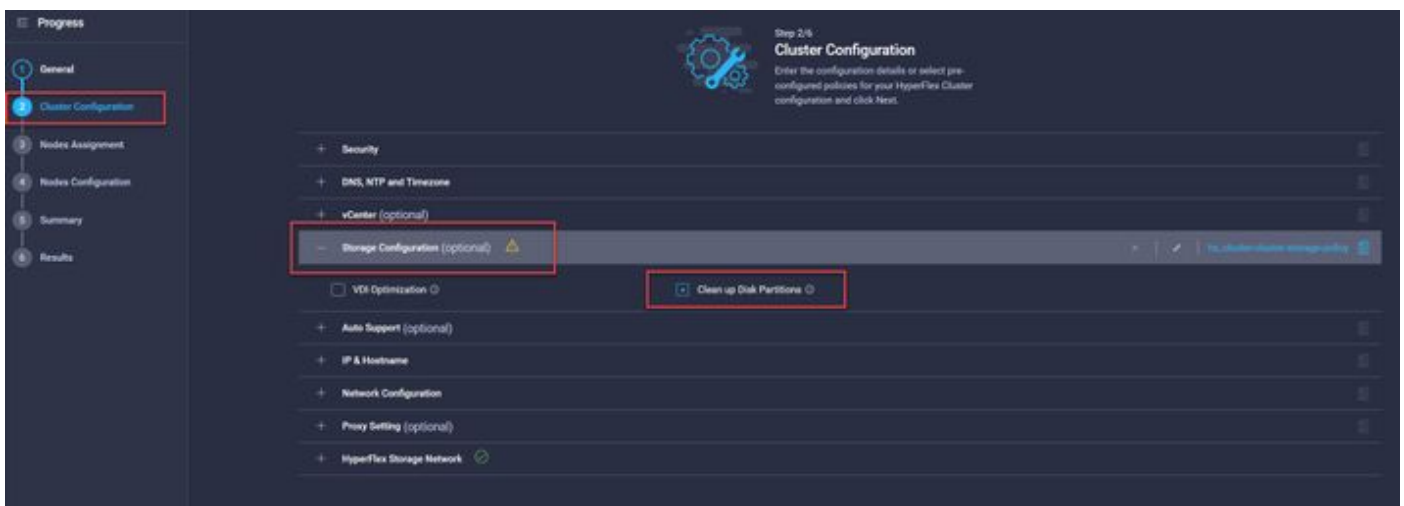 Progress
1 General
2 Cluster Configuration
3 Nodes Assignment
4 Nodes Configuration
5 Summary
6 Results
Step 2/6
Cluster Configuration
Enter the configuration details or select pre-
configured policies for your HyperFlex Cluster
configuration and click Next.
Security
DNS, NTP and Timezone
vCenter (optional)
Storage Configuration (optional)
VDI Optimization
Clean up Disk Partitions
Auto Support (optional)
IP & Hostname
Network Configuration
Proxy Setting (optional)
HyperFlex Storage Network